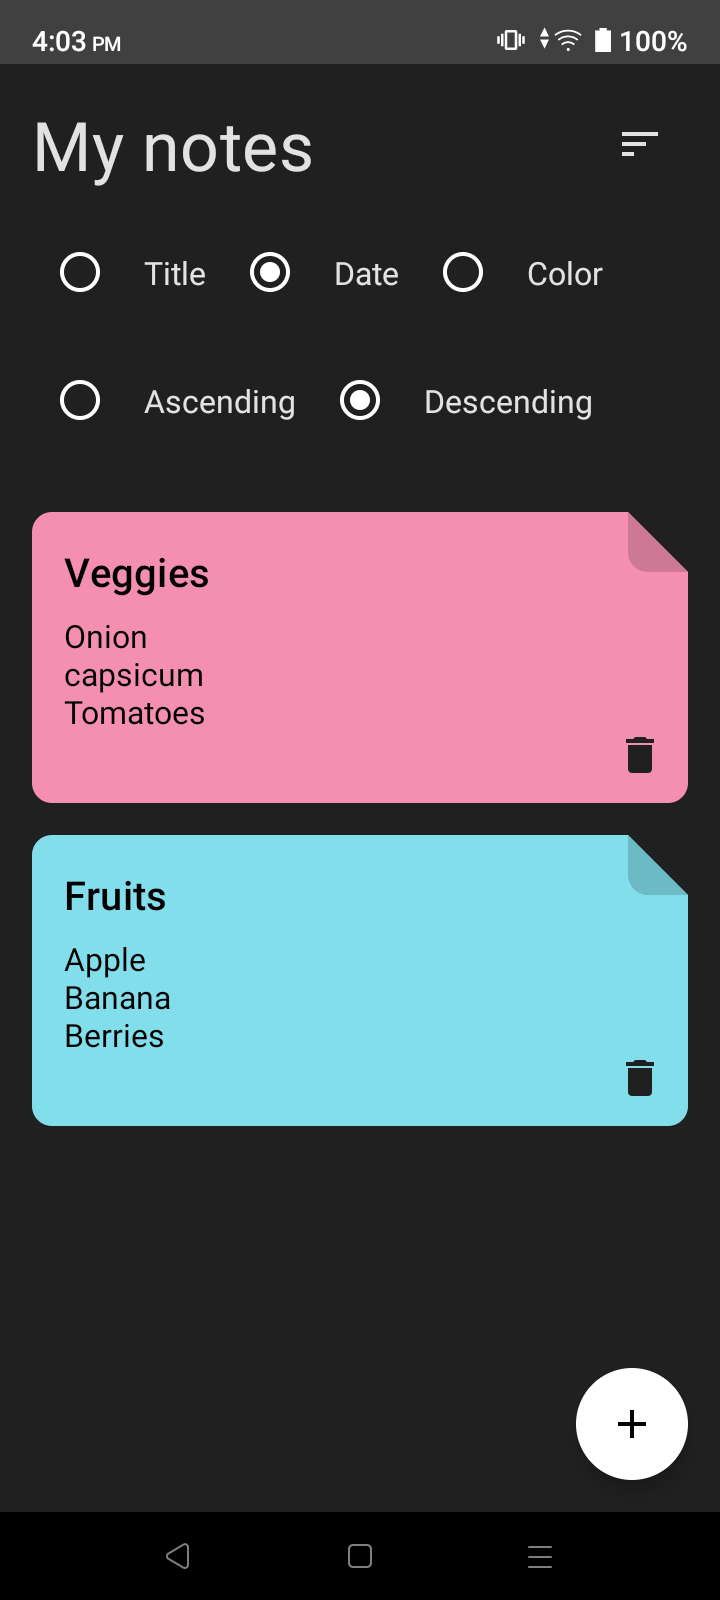 4:03 PM 100%
My notes
Title Date Color
Ascending Descending
Veggies
Onion
capsicum
Tomatoes
Fruits
Apple
Banana
Berries